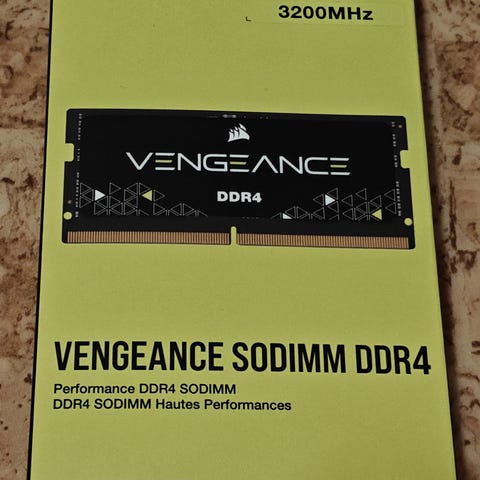 3200MHz
VENGEANCE
DDR4
VENGEANCE SODIMM DDR4
Performance DDR4 SODIMM
DDR4 SODIMM Hautes Performances